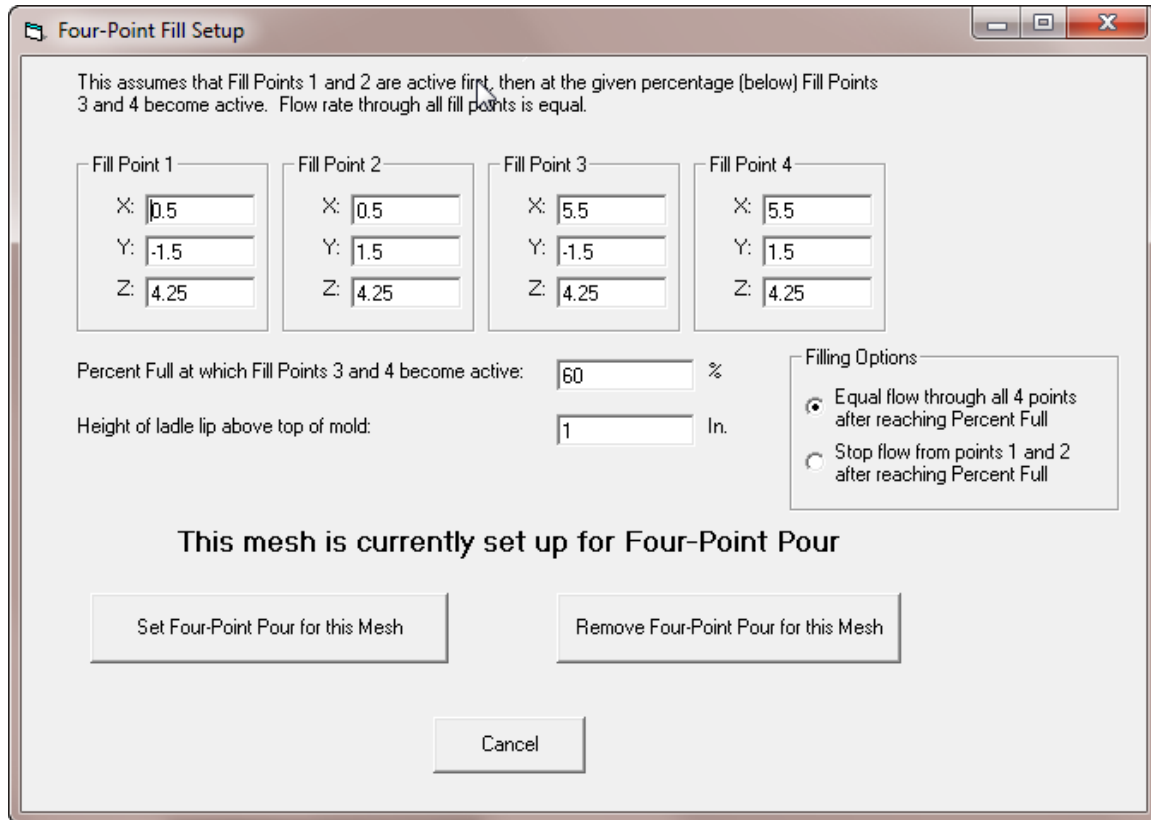 Four-Point Fill Setup
This assumes that Fill Points 1 and 2 are active first, then at the given percentage (below) Fill Points
3 and 4 become active.  Flow rate through all fill points is equal.
Fill Point 1
X: 0.5
Y: -1.5
Z: 4.25
Fill Point 2
X: 0.5
Y: 1.5
Z: 4.25
Fill Point 3
X: 5.5
Y: -1.5
Z: 4.25
Fill Point 4
X: 5.5
Y: 1.5
Z: 4.25
Percent Full at which Fill Points 3 and 4 become active: 60 %
Height of ladle lip above top of mold: 1 In.
Filling Options
Equal flow through all 4 points
after reaching Percent Full
Stop flow from points 1 and 2
after reaching Percent Full
This mesh is currently set up for Four-Point Pour
Set Four-Point Pour for this Mesh
Remove Four-Point Pour for this Mesh
Cancel